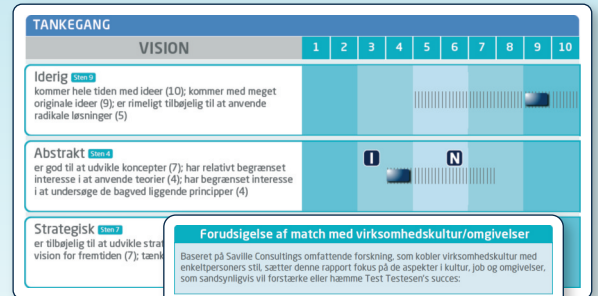 TANKEGANG
VISION 1 2 3 4 5 6 7 8 9 10
Iderig Sten 9
kommer hele tiden med ideer (10); kommer med meget
originale ideer (9); er rimeligt tilbøjelig til at anvende
radikale løsninger (5)
Abstrakt Sten 4
er god til at udvikle koncepter (7); har relativt begrænset
interesse i at anvende teorier (4); har begrænset interesse
i at undersøge de bagved liggende principper (4)
I N
Strategisk Sten 7
er tilbøjelig til at udvikle strat
vision for fremtiden (7); tænk
Forudsigelse af match med virksomhedskultur/omgivelser
Baseret på Saville Consultings omfattende forskning, som kobler virksomhedskultur med
enkeltpersoners stil, sætter denne rapport fokus på de aspekter i kultur, job og omgivelser,
som sandsynligvis vil forstærke eller hæmme Test Testesen's succes: